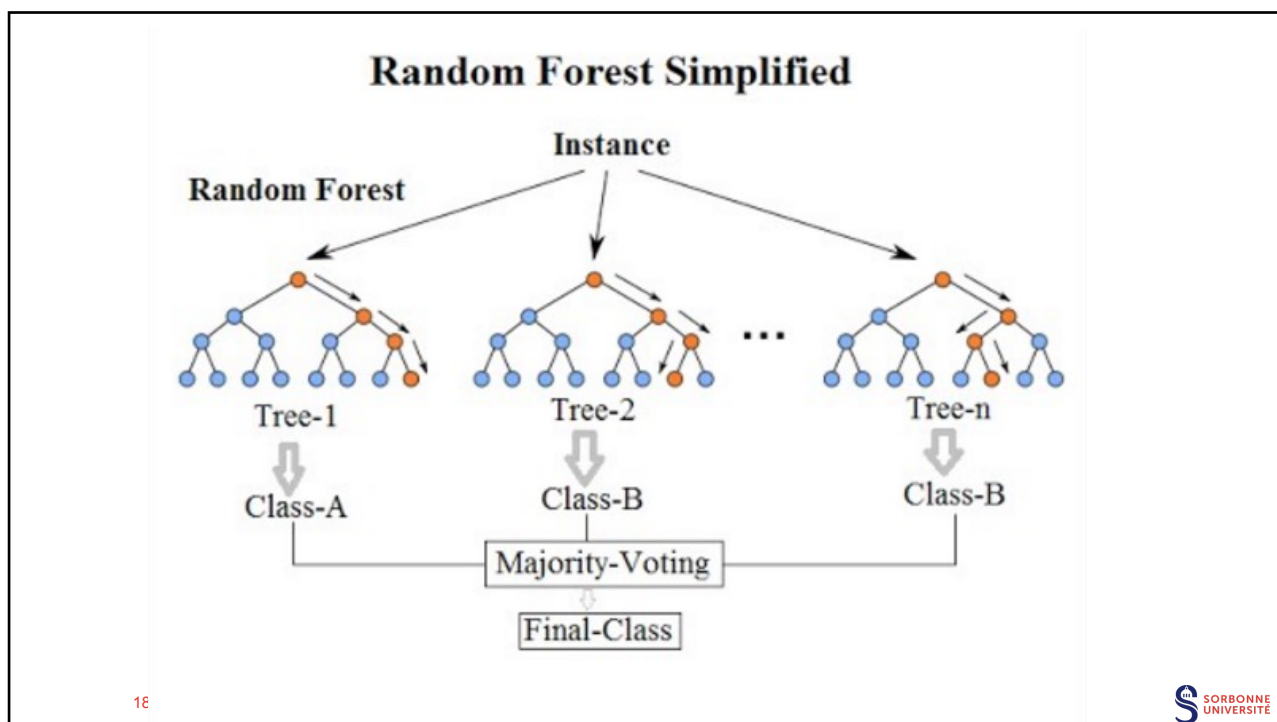 Random Forest Simplified
Instance
Random Forest
...
Tree-1
Tree-2
Tree-n
Class-A
Class-B
Class-B
Majority-Voting
Final-Class
18
SORBONNE
UNIVERSITÉ